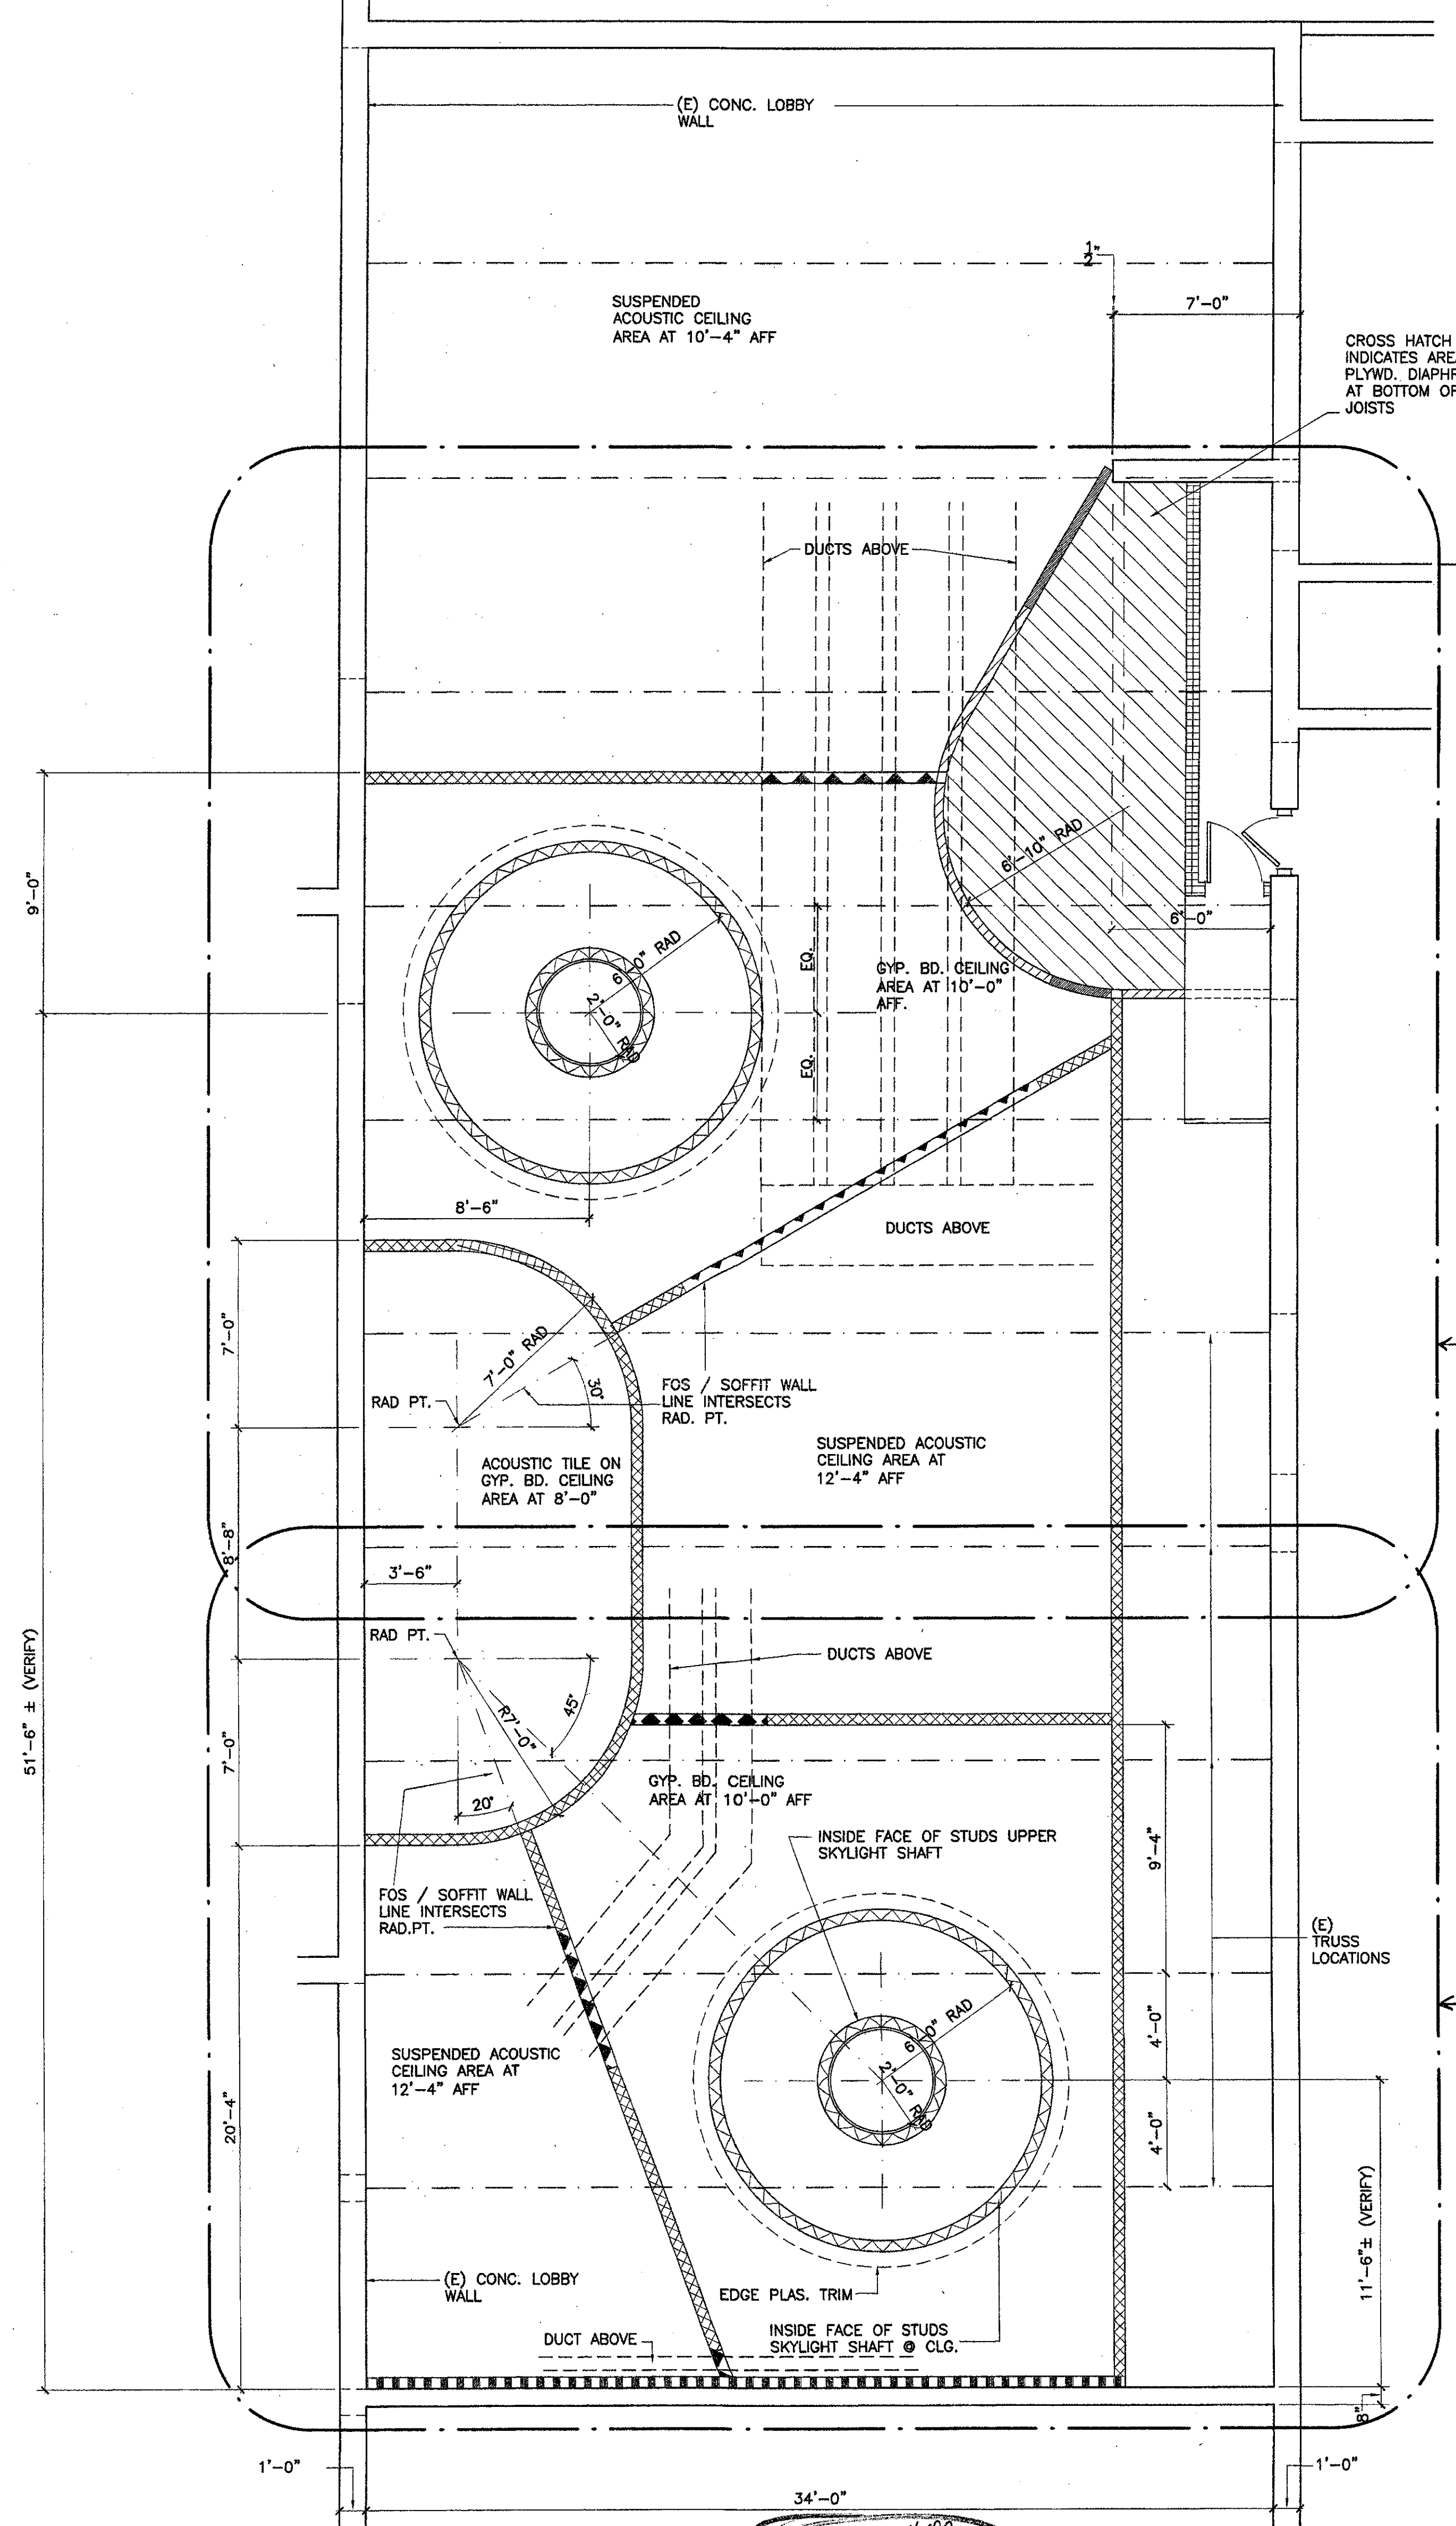 (E) CONC. LOBBY
WALL
1/2"
7'-0"
SUSPENDED
ACOUSTIC CEILING
AREA AT 10'-4" AFF
CROSS HATCH
INDICATES
PLYWD.
AT BOTTOM
JOISTS
DUCTS ABOVE
9'-0"
6'-10" RAD
6'-0"
6'-0" RAD
2'-0" RAD
EQ.
EQ.
GYP. BD. CEILING
AREA AT 10'-0"
AFF.
8'-6"
DUCTS ABOVE
7'-0"
7'-0" RAD
30°
RAD PT.
FOS / SOFFIT WALL
LINE INTERSECTS
RAD. PT.
ACOUSTIC TILE ON
GYP. BD. CEILING
AREA AT 8'-0"
SUSPENDED ACOUSTIC
CEILING AREA AT
12'-4" AFF
8'-8"
3'-6"
RAD PT.
DUCTS ABOVE
51'-6" ± (VERIFY)
45°
R7'-0"
7'-0"
20°
GYP. BD. CEILING
AREA AT 10'-0" AFF
INSIDE FACE OF STUDS UPPER
SKYLIGHT SHAFT
9'-4"
FOS / SOFFIT WALL
LINE INTERSECTS
RAD.PT.
(E)
TRUSS
LOCATIONS
6'-0" RAD
2'-0" RAD
4'-0"
4'-0"
SUSPENDED ACOUSTIC
CEILING AREA AT
12'-4" AFF
20'-4"
11'-6"± (VERIFY)
(E) CONC. LOBBY
WALL
EDGE PLAS. TRIM
DUCT ABOVE
INSIDE FACE OF STUDS
SKYLIGHT SHAFT @ CLG.
8"
1'-0"
1'-0"
34'-0"